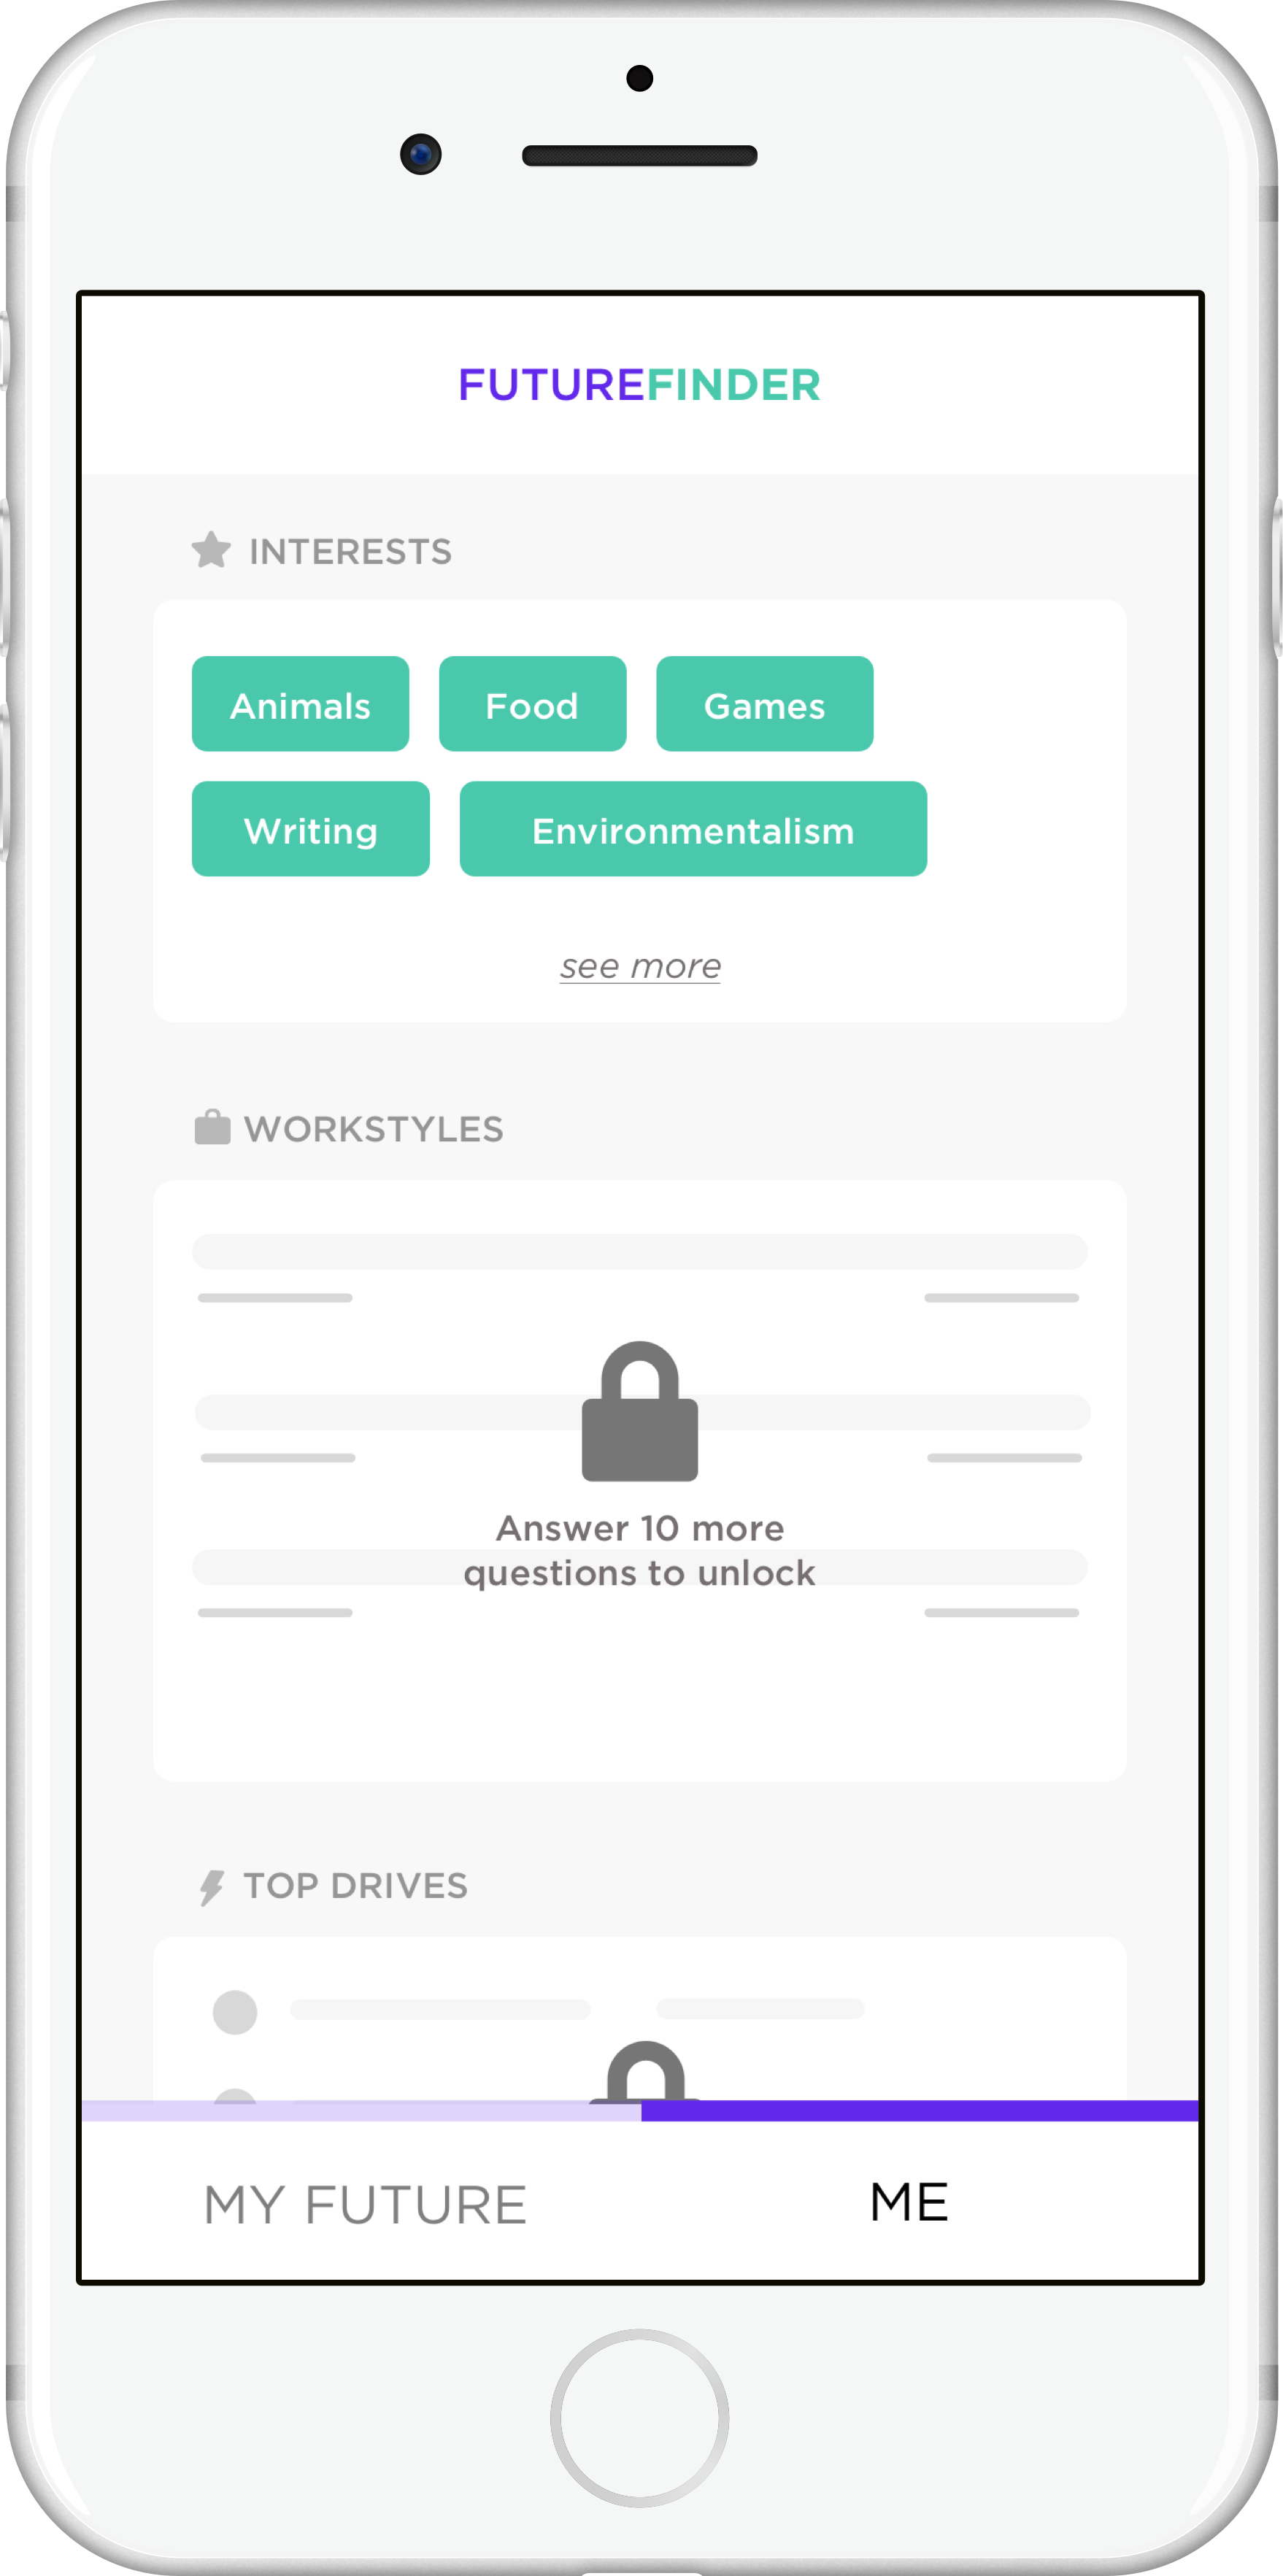 FUTUREFINDER
INTERESTS
Animals Food Games
Writing Environmentalism
see more
WORKSTYLES
Answer 10 more
questions to unlock
TOP DRIVES
MY FUTURE ME